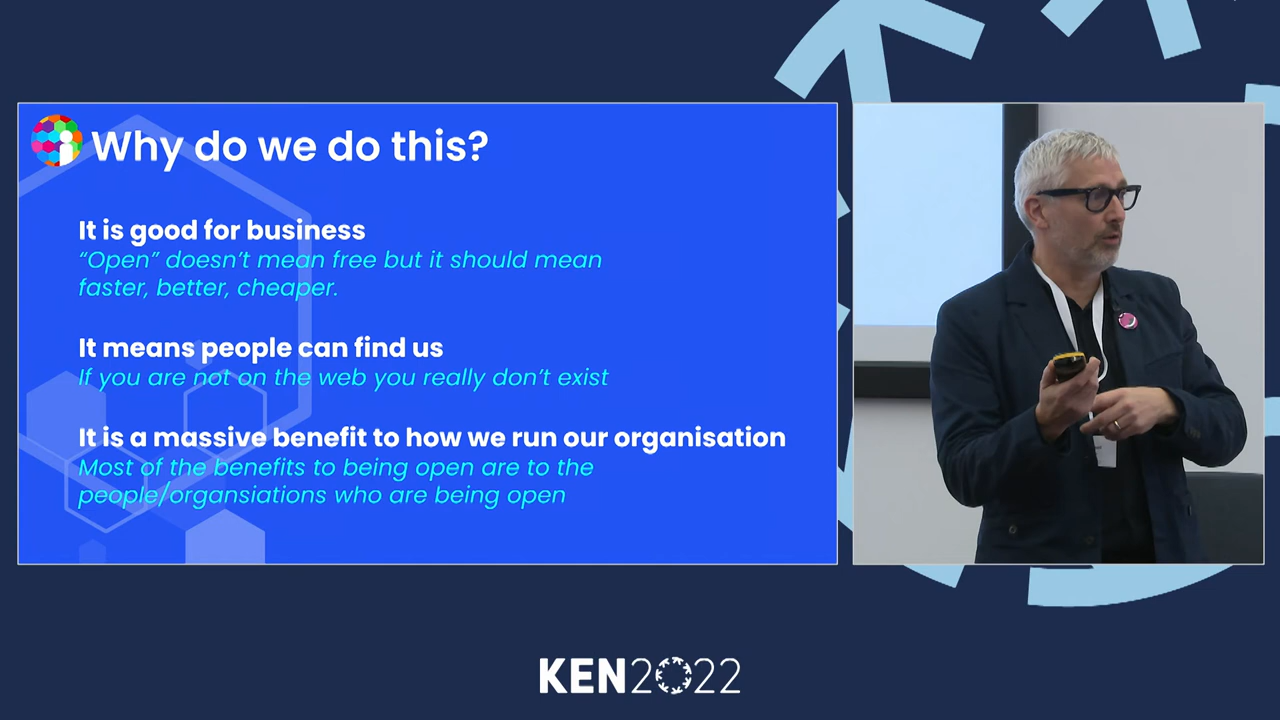 Why do we do this?
It is good for business
“Open” doesn’t mean free but it should mean
faster, better, cheaper.
It means people can find us
If you are not on the web you really don’t exist
It is a massive benefit to how we run our organisation
Most of the benefits to being open are to the
people/organsiations who are being open
KEN2022